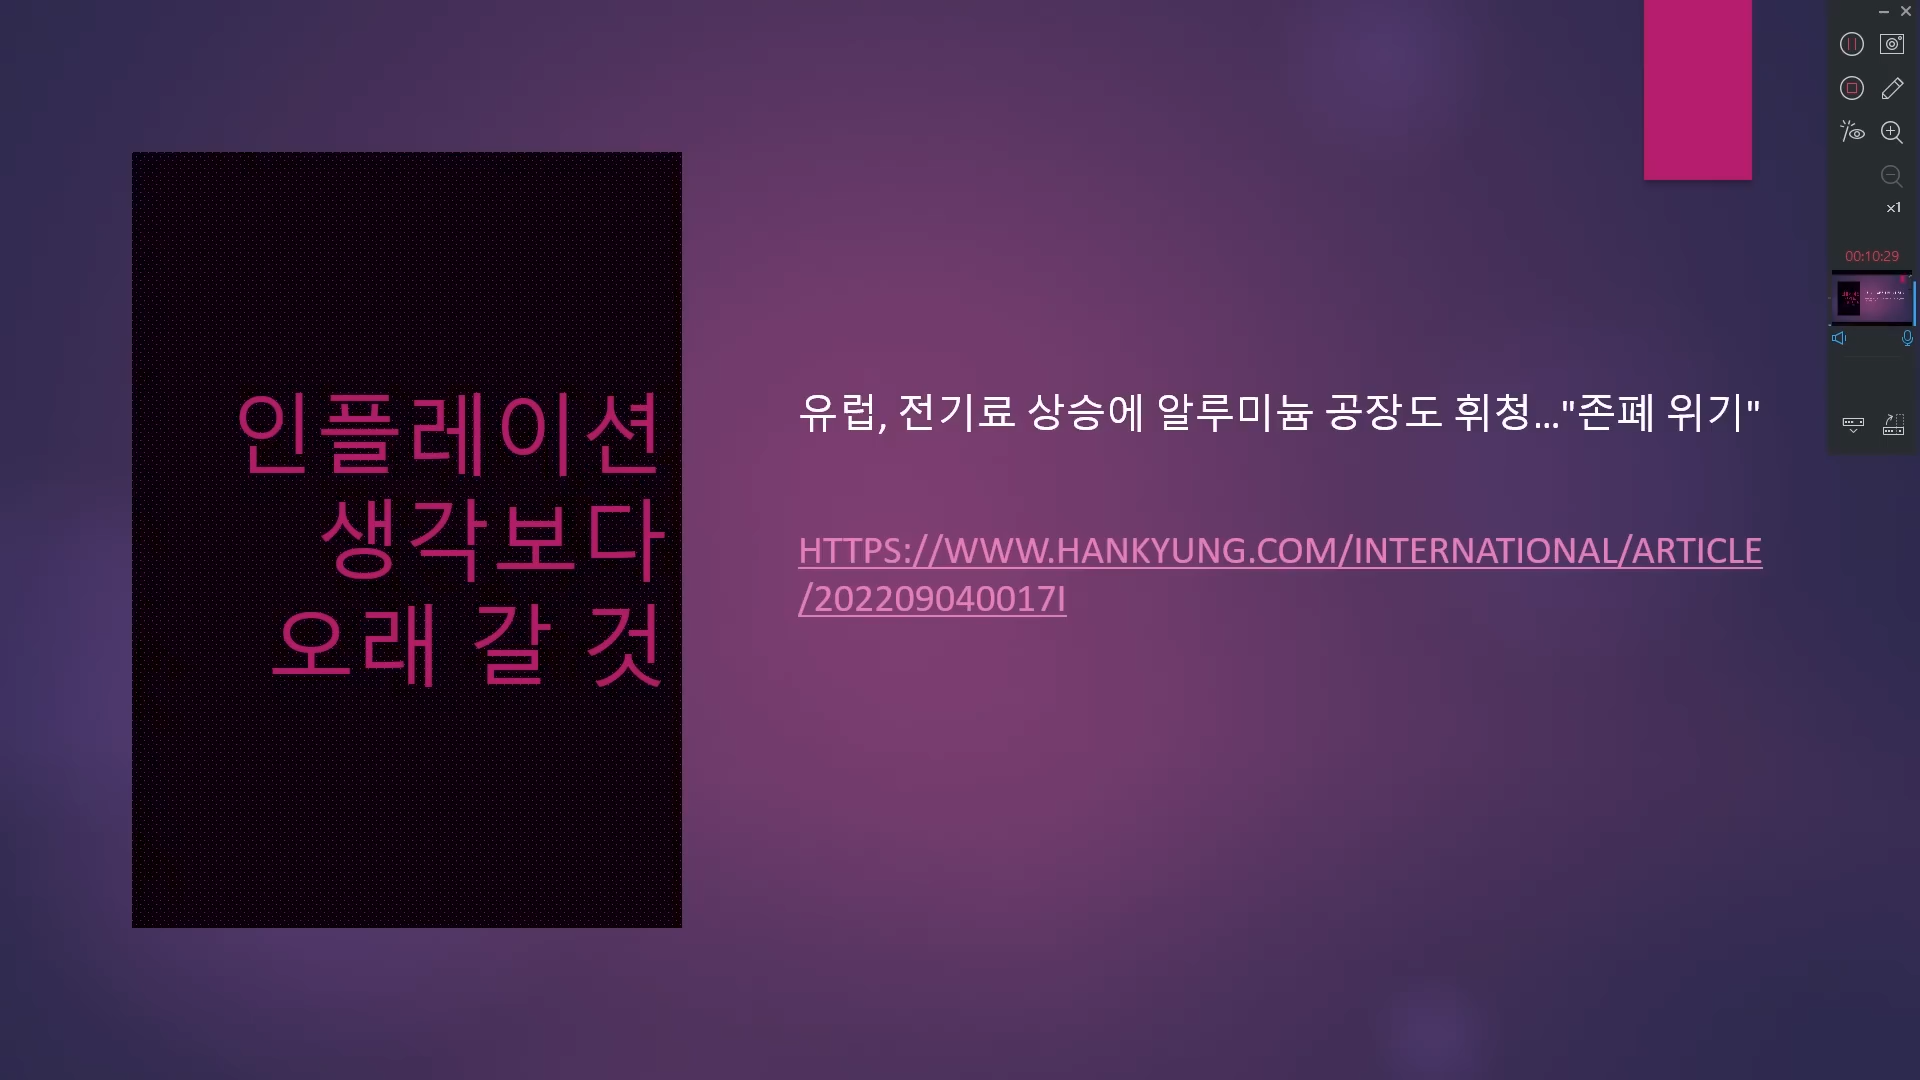 인플레이션
생각보다
오래 갈 것
유럽, 전기료 상승에 알루미늄 공장도 휘청..."존폐 위기"
HTTPS://WWW.HANKYUNG.COM/INTERNATIONAL/ARTICLE
/202209040017I
x1
00:10:29